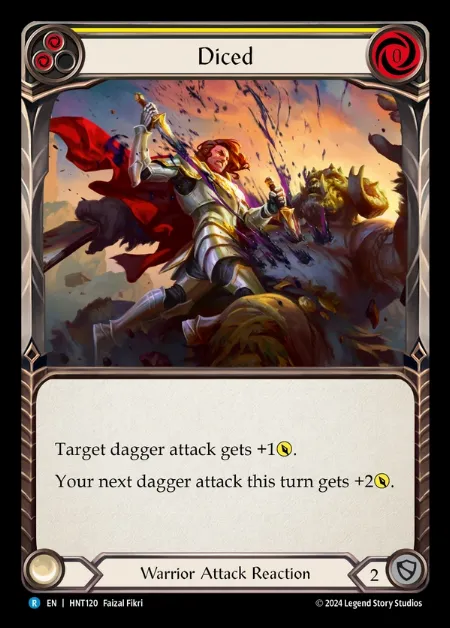 Diced
0
Target dagger attack gets +1.
Your next dagger attack this turn gets +2.
Warrior Attack Reaction
2
R EN | HNT120 Faizal Fikri
© 2024 Legend Story Studios